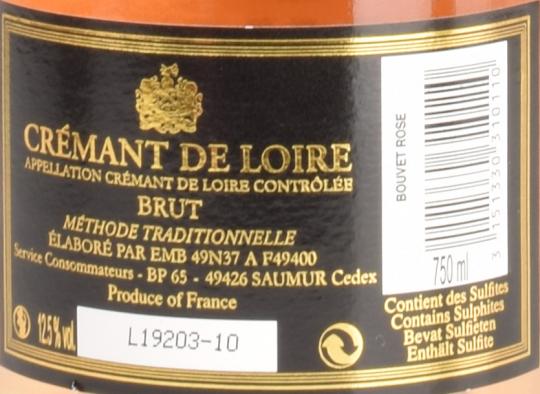 CRÉMANT DE LOIRE
APPELLATION CRÉMANT DE LOIRE CONTRÔLÉE
BRUT
MÉTHODE TRADITIONNELLE
ÉLABORÉ PAR EMB 49N37 A F49400
Service Consommateurs - BP 65 - 49426 SAUMUR Cedex
Produce of France
12.5% vol.
L19203-10
BOUVET ROSE
3 151330 310110
750 ml
Contient des Sulfites
Contains Sulphites
Bevat Sulfieten
Enthält Sulfite